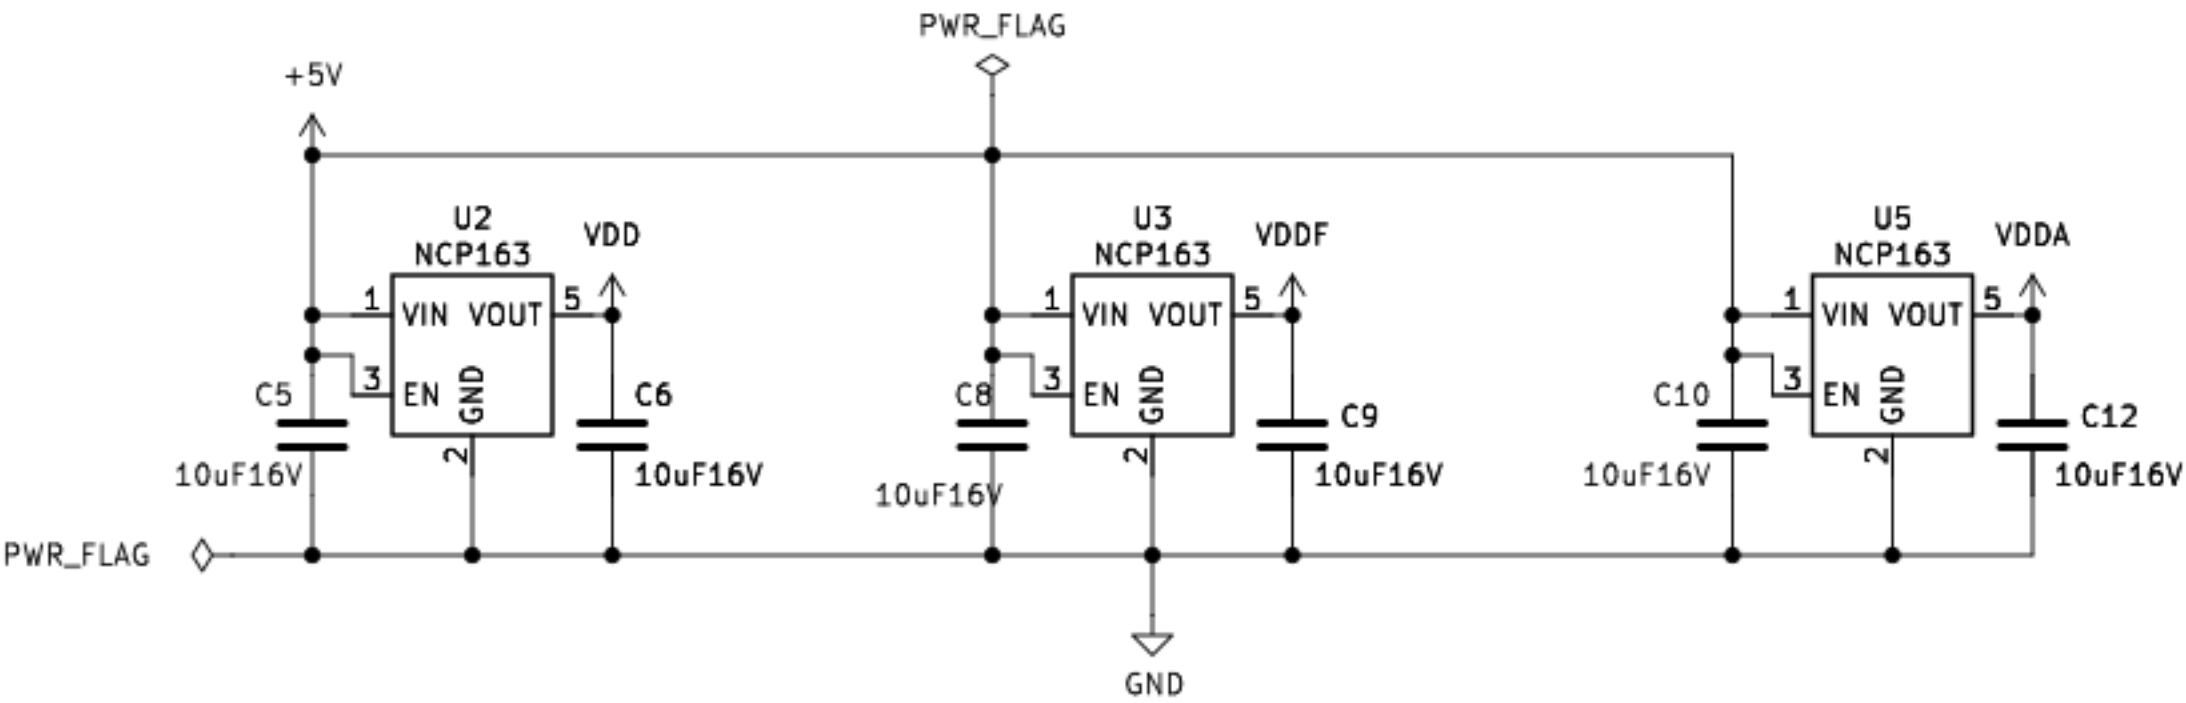 PWR_FLAG
+5V
U2
NCP163
VDD
1
VIN
VOUT
5
3
EN
GND
2
C5
10uF16V
C6
10uF16V
U3
NCP163
VDDF
1
VIN
VOUT
5
3
EN
GND
2
C8
10uF16V
C9
10uF16V
U5
NCP163
VDDA
1
VIN
VOUT
5
3
EN
GND
2
C10
10uF16V
C12
10uF16V
PWR_FLAG
GND